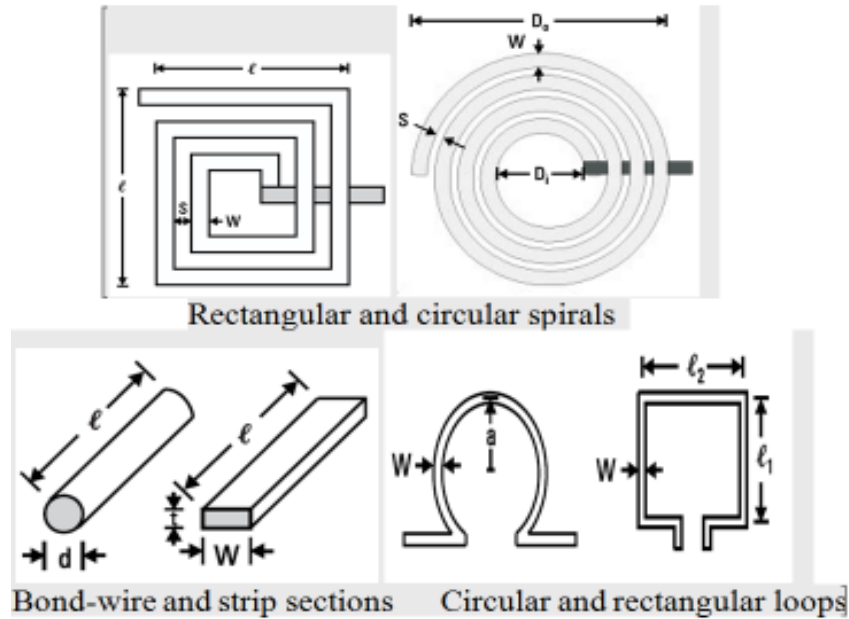 ℓ
ℓ
S
W
Dₒ
W
S
Dᵢ
Rectangular and circular spirals
ℓ
d
ℓ
t
W
W
a
ℓ₂
W
ℓ₁
Bond-wire and strip sections
Circular and rectangular loops